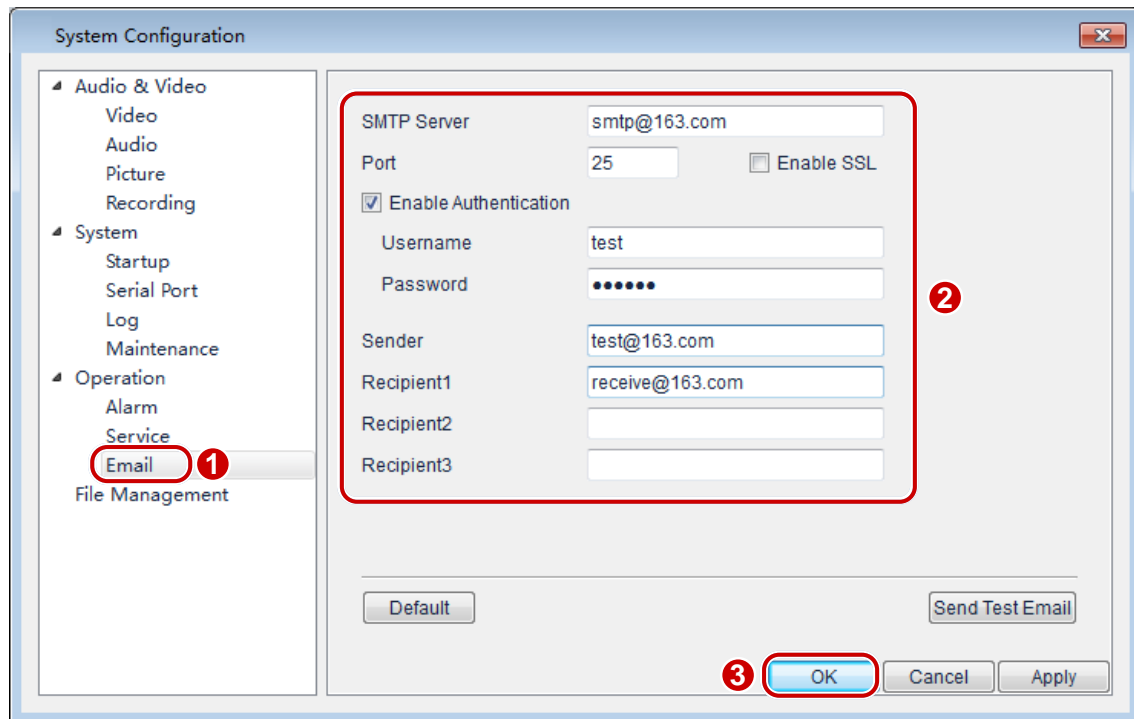 System Configuration
Audio & Video
Video
Audio
Picture
Recording
System
Startup
Serial Port
Log
Maintenance
Operation
Alarm
Service
Email 1
File Management
SMTP Server smtp@163.com
Port 25 Enable SSL
Enable Authentication
Username test
Password ●●●●●●
2
Sender test@163.com
Recipient1 receive@163.com
Recipient2
Recipient3
Default Send Test Email
3 OK Cancel Apply